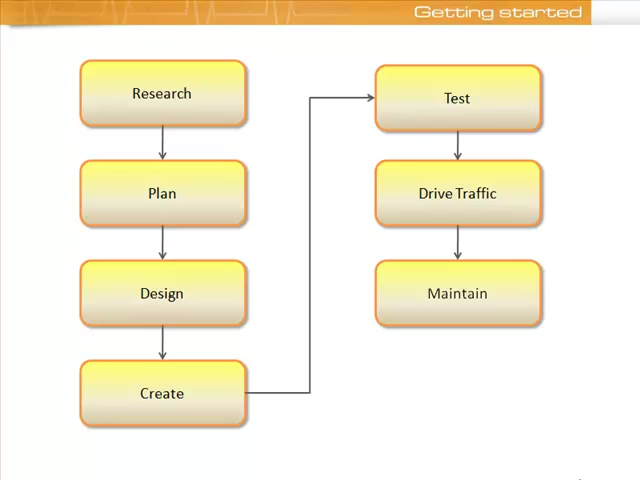 Getting started
Research
Plan
Design
Create
Test
Drive Traffic
Maintain